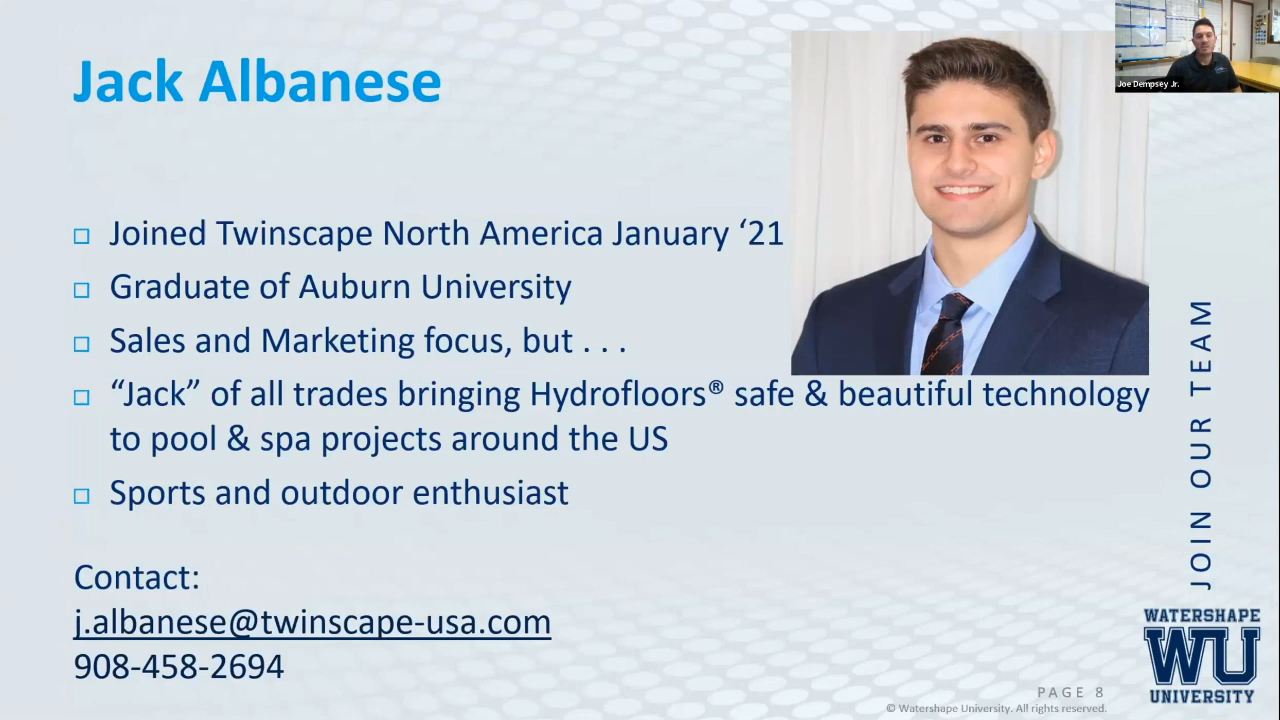 Jack Albanese
Joe Dempsey Jr.
Joined Twinscape North America January ‘21
Graduate of Auburn University
Sales and Marketing focus, but . . .
“Jack” of all trades bringing Hydrofloors® safe & beautiful technology
to pool & spa projects around the US
Sports and outdoor enthusiast
Contact:
j.albanese@twinscape-usa.com
908-458-2694
JOIN OUR TEAM
WATERSHAPE
WU
UNIVERSITY
PAGE 8
© Watershape University. All rights reserved.